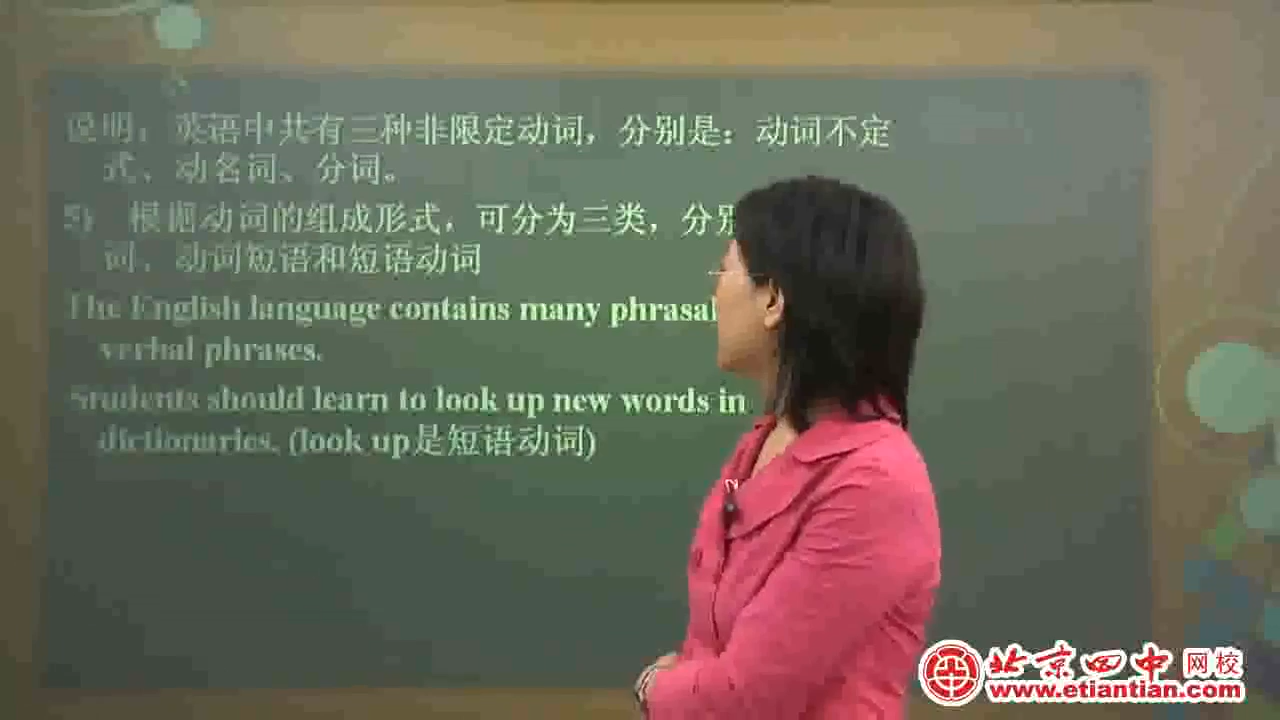 说明：英语中共有三种非限定动词，分别是：动词不定
式、动名词、分词。
5) 根据动词的组成形式，可分为三类，分别
词、动词短语和短语动词
The English language contains many phrasal
verbal phrases.
Students should learn to look up new words in
dictionaries. (look up是短语动词)
北京四中网校
www.etiantian.com